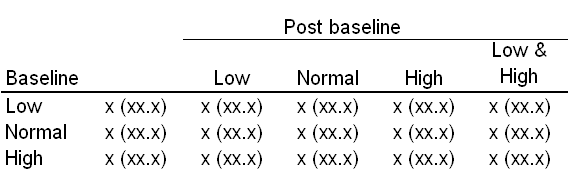 Post baseline
Low &
Baseline Low Normal High High
Low x (xx.x) x (xx.x) x (xx.x) x (xx.x) x (xx.x)
Normal x (xx.x) x (xx.x) x (xx.x) x (xx.x) x (xx.x)
High x (xx.x) x (xx.x) x (xx.x) x (xx.x) x (xx.x)